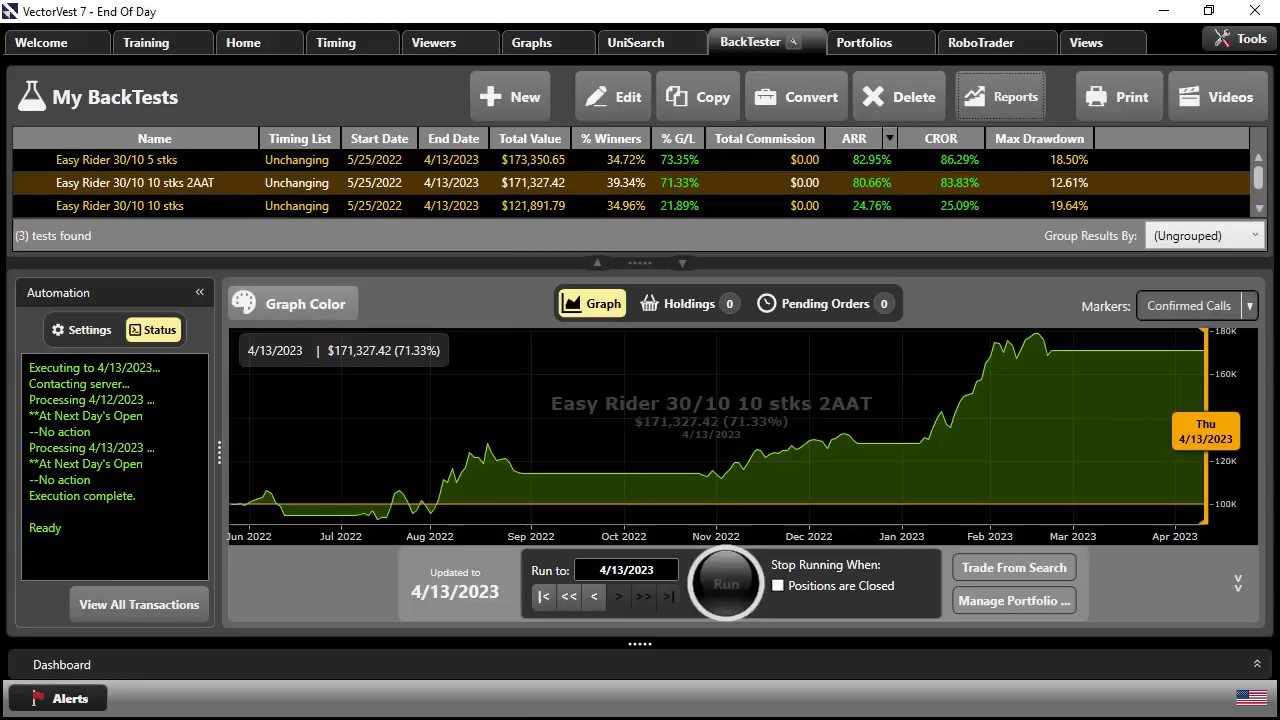 VectorVest 7 - End Of Day
Welcome Training Home Timing Viewers Graphs UniSearch BackTester Portfolios RoboTrader Views Tools
My BackTests New Edit Copy Convert Delete Reports Print Videos
Name Timing List Start Date End Date Total Value % Winners % G/L Total Commission ARR CROR Max Drawdown
Easy Rider 30/10 5 stks Unchanging 5/25/2022 4/13/2023 $173,350.65 34.72% 73.35% $0.00 82.95% 86.29% 18.50%
Easy Rider 30/10 10 stks 2AAT Unchanging 5/25/2022 4/13/2023 $171,327.42 39.34% 71.33% $0.00 80.66% 83.83% 12.61%
Easy Rider 30/10 10 stks Unchanging 5/25/2022 4/13/2023 $121,891.79 34.96% 21.89% $0.00 24.76% 25.09% 19.64%
(3) tests found Group Results By: (Ungrouped)
Automation «
Settings Status
Executing to 4/13/2023...
Contacting server...
Processing 4/12/2023 ...
**At Next Day's Open
--No action
Processing 4/13/2023 ...
**At Next Day's Open
--No action
Execution complete.
Ready
View All Transactions
Graph Color Graph Holdings 0 Pending Orders 0 Markers: Confirmed Calls
4/13/2023 | $171,327.42 (71.33%)
Easy Rider 30/10 10 stks 2AAT
$171,327.42 (71.33%)
4/13/2023
180K
160K
Thu
4/13/2023
120K
100K
Jun 2022 Jul 2022 Aug 2022 Sep 2022 Oct 2022 Nov 2022 Dec 2022 Jan 2023 Feb 2023 Mar 2023 Apr 2023
Updated to
4/13/2023
Run to: 4/13/2023
|< << < > >> >|
Run
Stop Running When:
Positions are Closed
Trade From Search
Manage Portfolio ...
Dashboard
Alerts